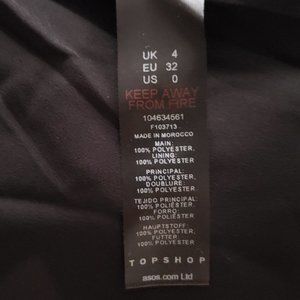 UK 4
EU 32
US 0
KEEP AWAY
FROM FIRE
104634561
F103713
MADE IN MOROCCO
MAIN:
100% POLYESTER,
LINING:
100% POLYESTER.
PRINCIPAL:
100% POLYESTER,
DOUBLURE:
100% POLYESTER.
TEJIDO PRINCIPAL:
100% POLIÉSTER,
FORRO:
100% POLIÉSTER.
HAUPTSTOFF:
100% POLYESTER,
FUTTER:
100% POLYESTER.
TOPSHOP
asos.com Ltd